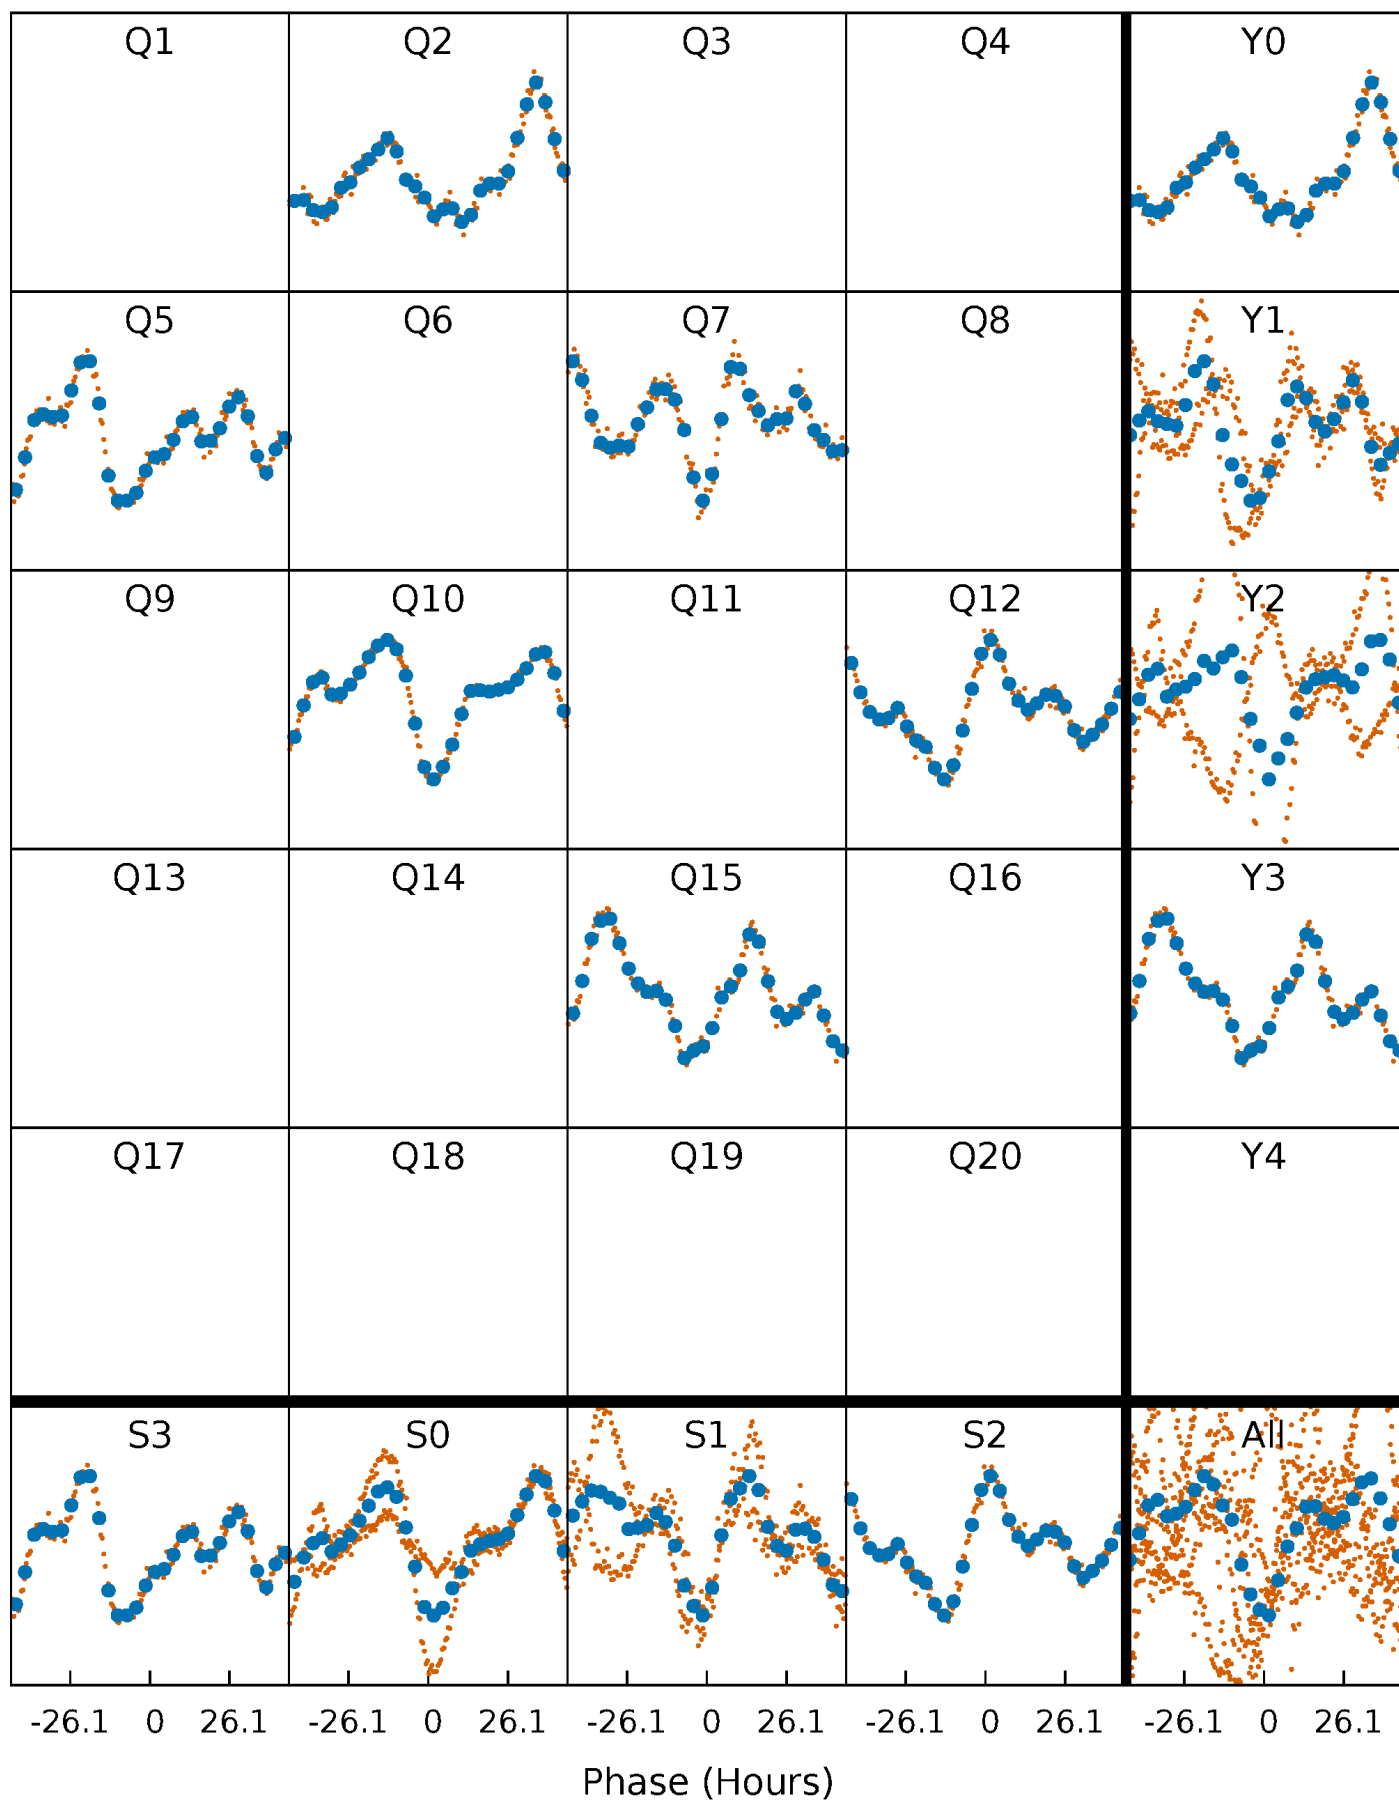 Q1 Q2 Q3 Q4 Y0
Q5 Q6 Q7 Q8 Y1
Q9 Q10 Q11 Q12 Y2
Q13 Q14 Q15 Q16 Y3
Q17 Q18 Q19 Q20 Y4
S3 S0 S1 S2 All
-26.1 0 26.1 -26.1 0 26.1 -26.1 0 26.1 -26.1 0 26.1 -26.1 0 26.1
Phase (Hours)